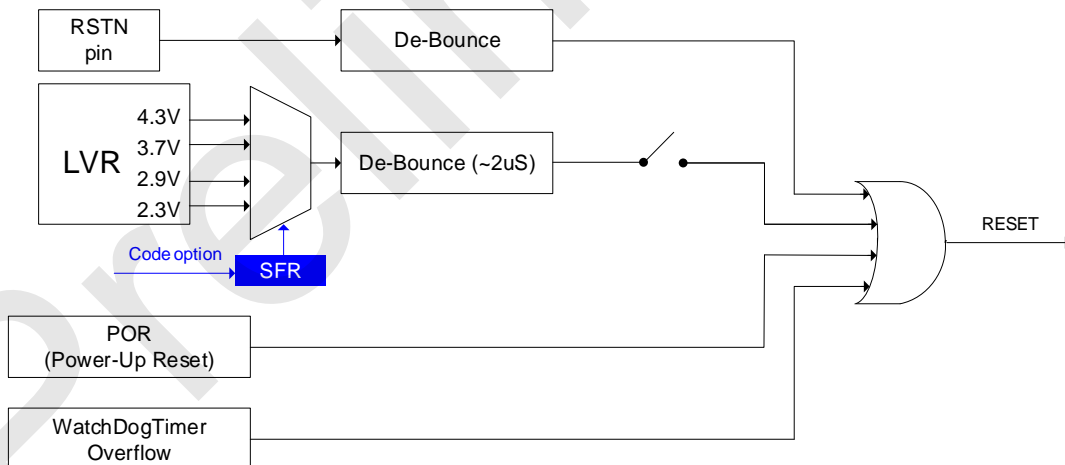 RSTN
pin
De-Bounce
LVR
4.3V
3.7V
2.9V
2.3V
De-Bounce (~2uS)
Code option
SFR
RESET
POR
(Power-Up Reset)
WatchDogTimer
Overflow